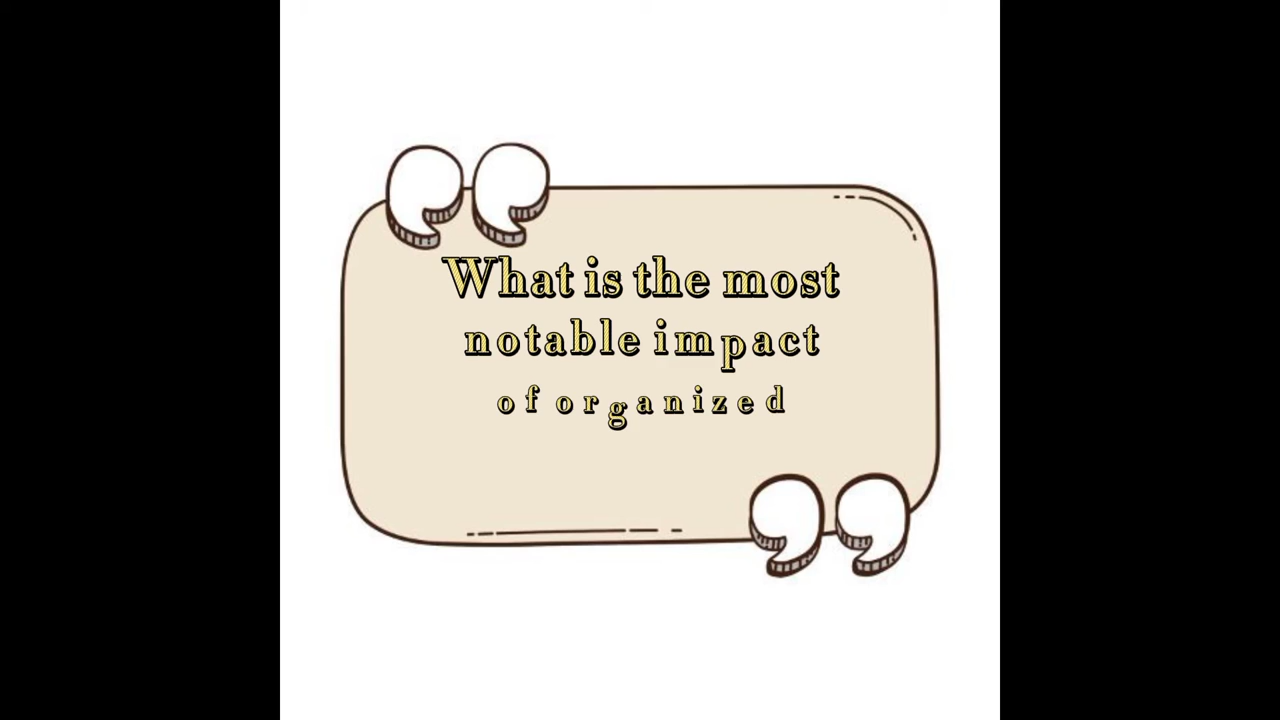 What is the most
notable impact
of organized